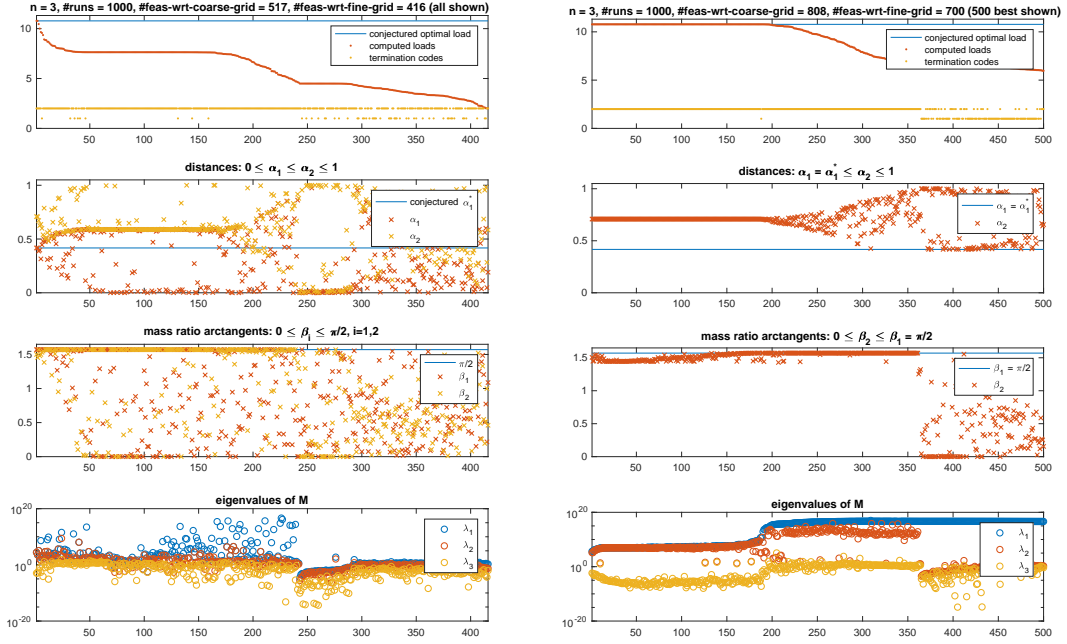 n = 3, #runs = 1000, #feas-wrt-coarse-grid = 517, #feas-wrt-fine-grid = 416 (all shown)
10
5
0
conjectured optimal load
computed loads
termination codes
50 100 150 200 250 300 350 400
distances: 0 ≤ α₁ ≤ α₂ ≤ 1
1
0.5
0
conjectured α₁*
α₁
α₂
50 100 150 200 250 300 350 400
mass ratio arctangents: 0 ≤ βᵢ ≤ π/2, i=1,2
1.5
1
0.5
0
π/2
β₁
β₂
50 100 150 200 250 300 350 400
eigenvalues of M
10²⁰
10⁰
10⁻²⁰
λ₁
λ₂
λ₃
50 100 150 200 250 300 350 400
n = 3, #runs = 1000, #feas-wrt-coarse-grid = 808, #feas-wrt-fine-grid = 700 (500 best shown)
10
5
0
conjectured optimal load
computed loads
termination codes
50 100 150 200 250 300 350 400 450 500
distances: α₁ = α₁* ≤ α₂ ≤ 1
1
0.5
0
α₁ = α₁*
α₂
50 100 150 200 250 300 350 400 450 500
mass ratio arctangents: 0 ≤ β₂ ≤ β₁ = π/2
1.5
1
0.5
0
β₁ = π/2
β₂
50 100 150 200 250 300 350 400 450 500
eigenvalues of M
10²⁰
10⁰
10⁻²⁰
λ₁
λ₂
λ₃
50 100 150 200 250 300 350 400 450 500